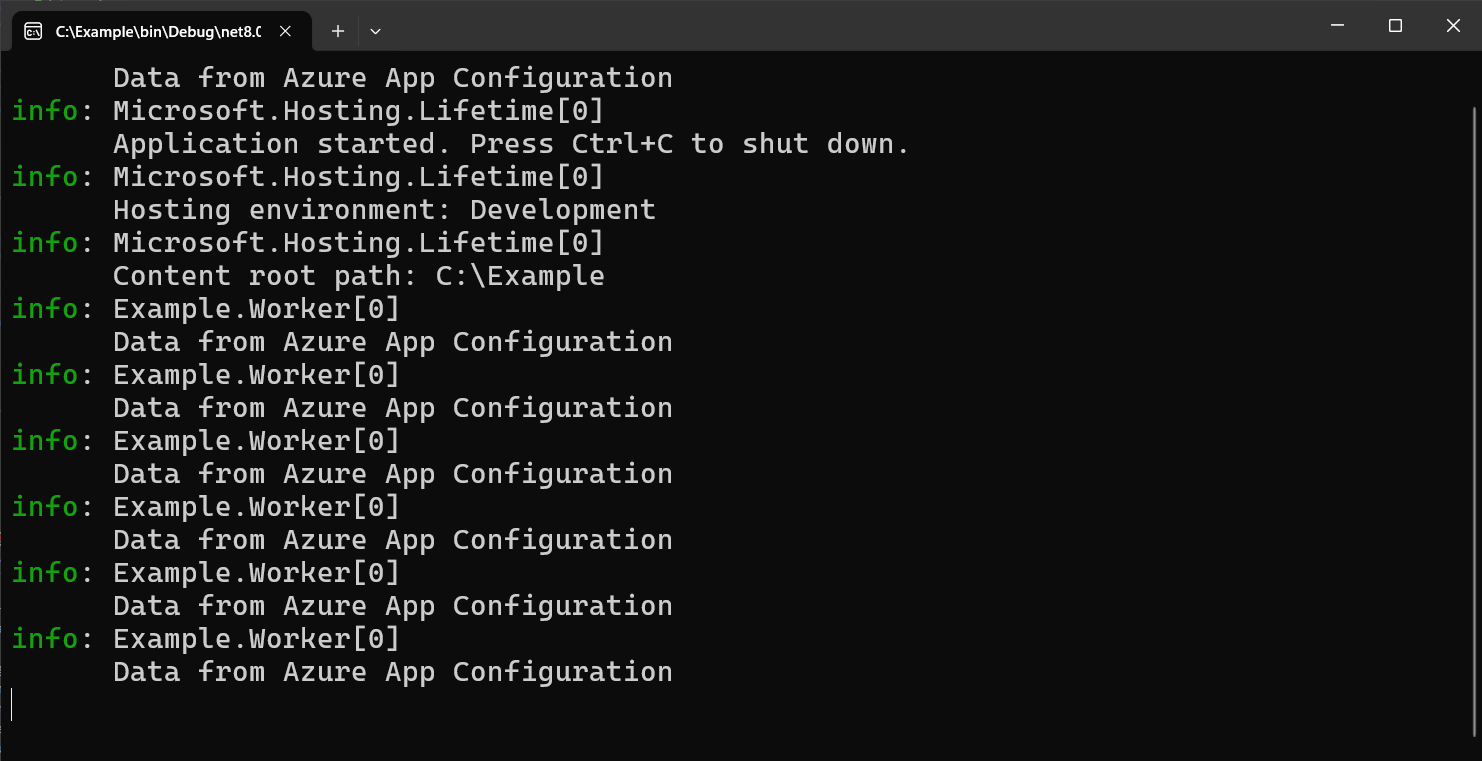 C:\Example\bin\Debug\net8.0
Data from Azure App Configuration
info: Microsoft.Hosting.Lifetime[0]
Application started. Press Ctrl+C to shut down.
info: Microsoft.Hosting.Lifetime[0]
Hosting environment: Development
info: Microsoft.Hosting.Lifetime[0]
Content root path: C:\Example
info: Example.Worker[0]
Data from Azure App Configuration
info: Example.Worker[0]
Data from Azure App Configuration
info: Example.Worker[0]
Data from Azure App Configuration
info: Example.Worker[0]
Data from Azure App Configuration
info: Example.Worker[0]
Data from Azure App Configuration
info: Example.Worker[0]
Data from Azure App Configuration